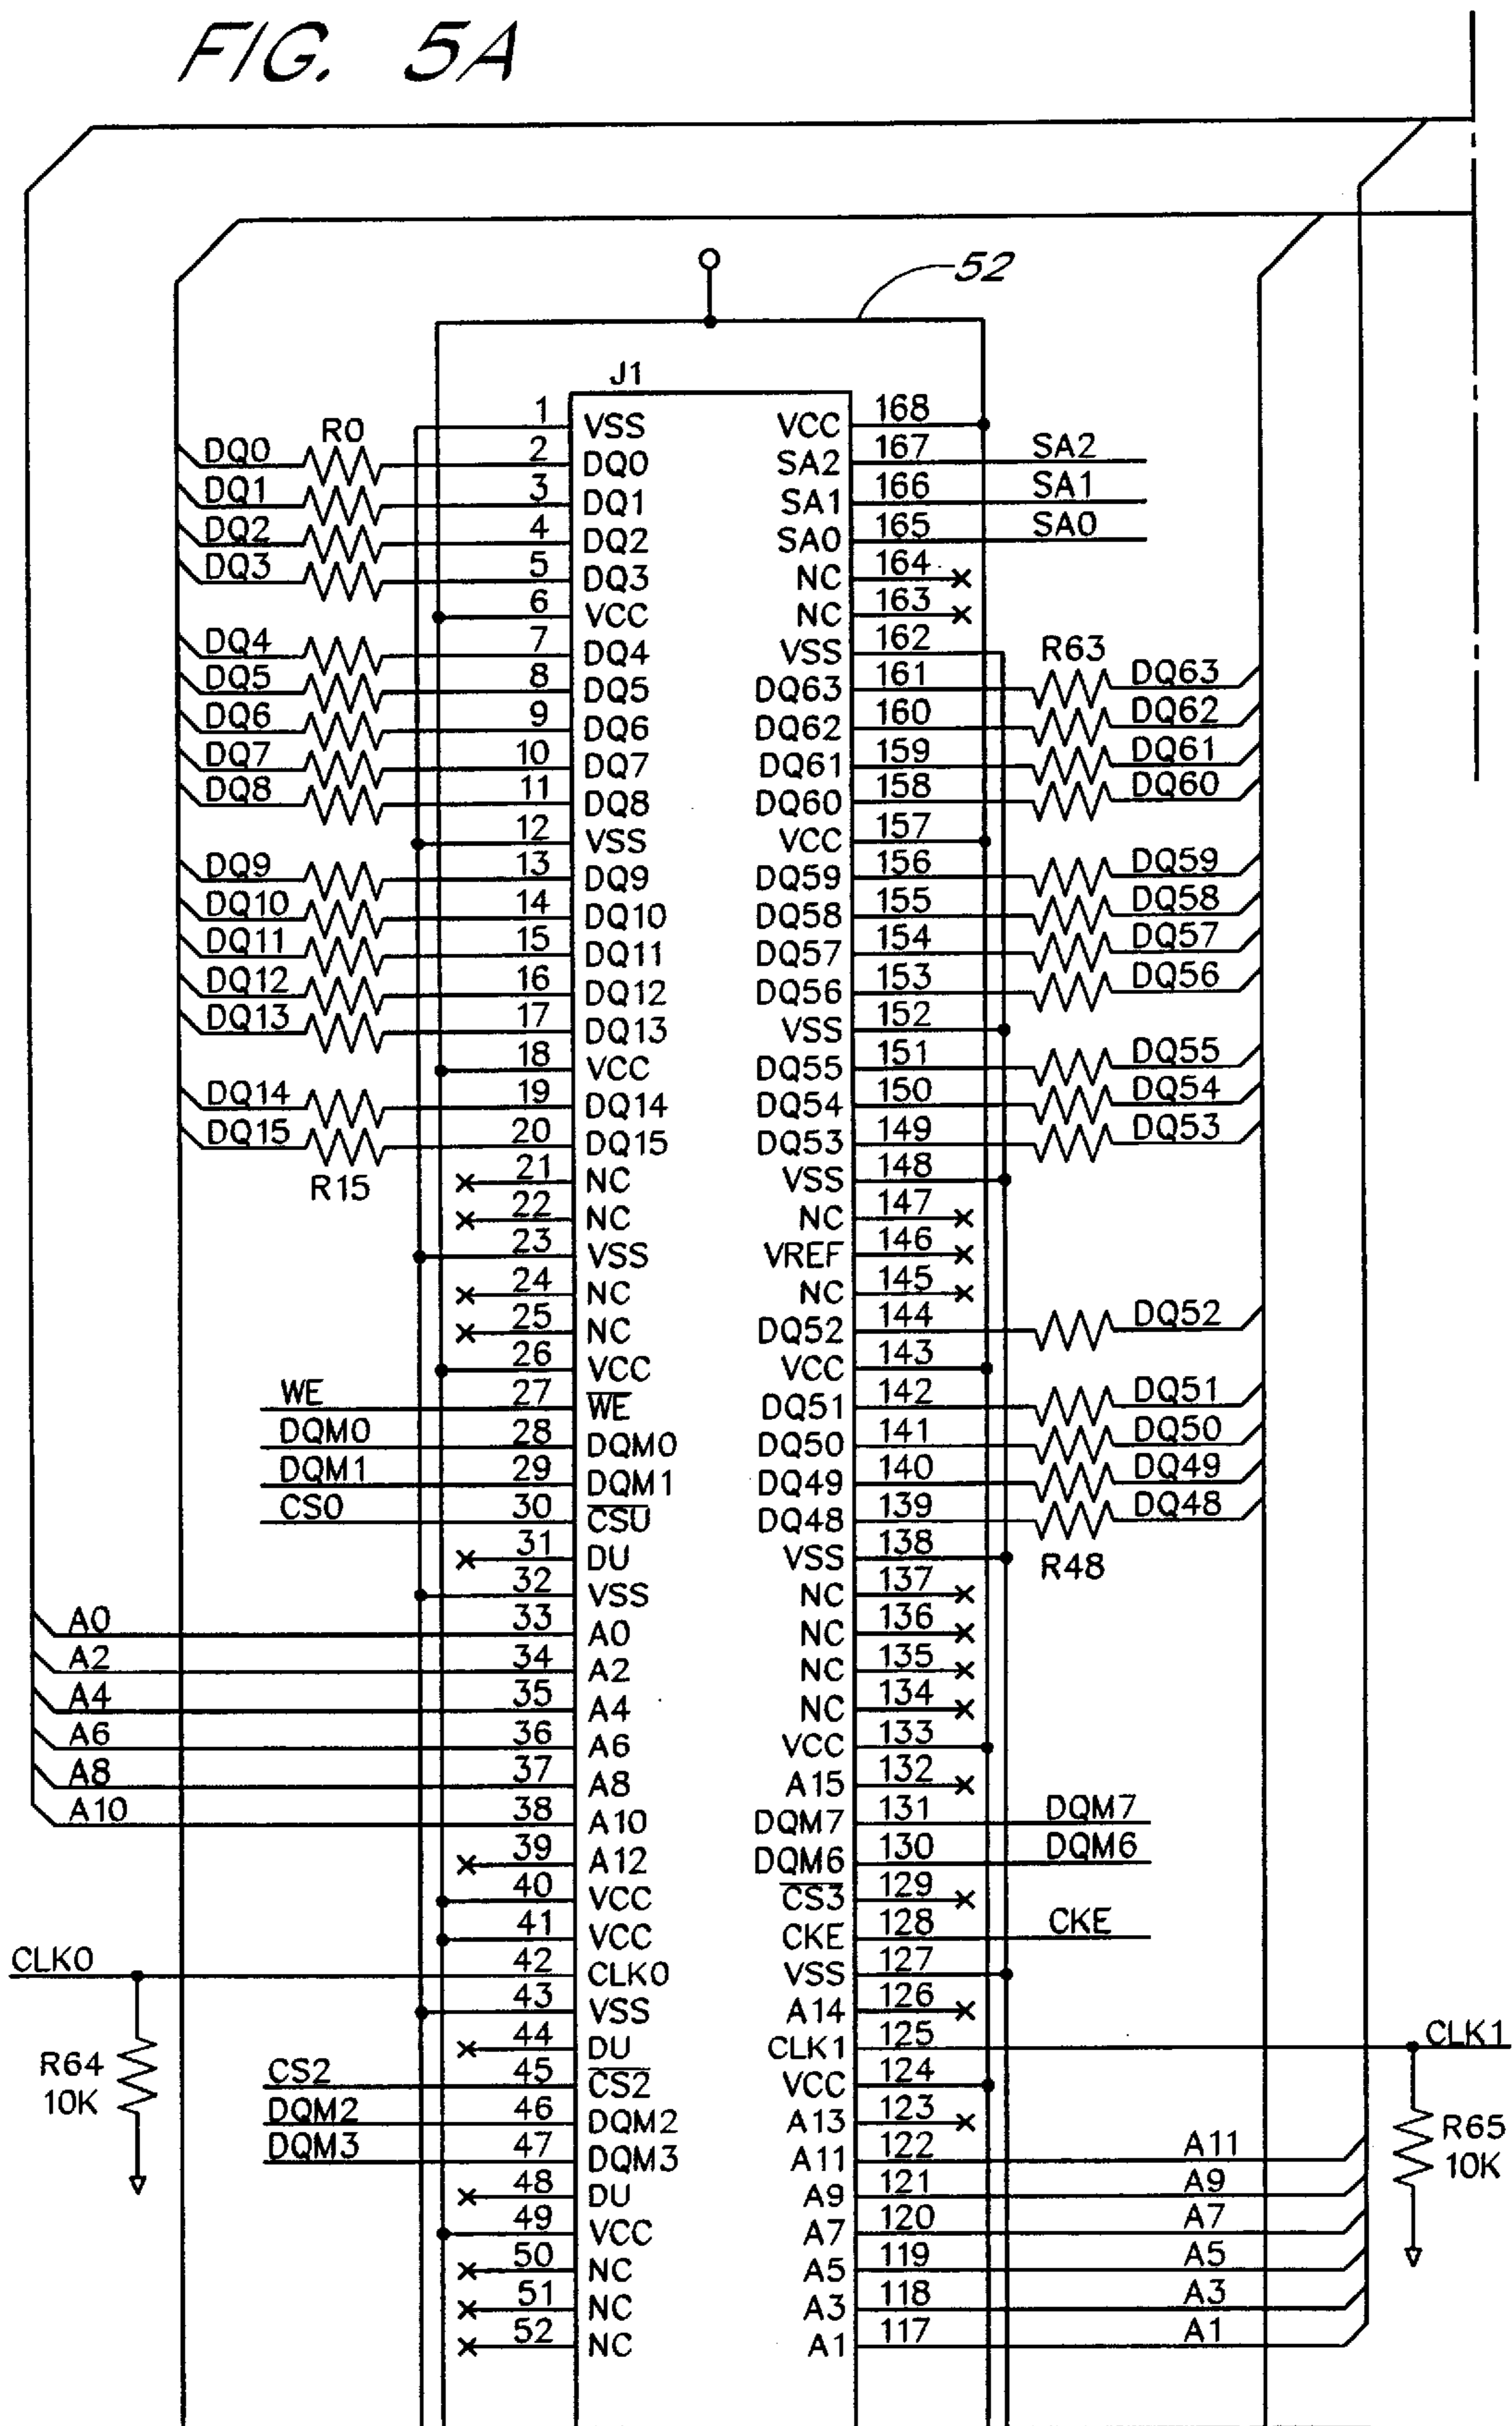 FIG. 5A
52
J1
R0
DQ0 2 DQ0
1 VSS
DQ1 3 DQ1
DQ2 4 DQ2
DQ3 5 DQ3
6 VCC
DQ4 7 DQ4
DQ5 8 DQ5
DQ6 9 DQ6
DQ7 10 DQ7
DQ8 11 DQ8
12 VSS
DQ9 13 DQ9
DQ10 14 DQ10
DQ11 15 DQ11
DQ12 16 DQ12
DQ13 17 DQ13
18 VCC
DQ14 19 DQ14
DQ15 20 DQ15
R15
21 NC
22 NC
23 VSS
24 NC
25 NC
26 VCC
WE 27 WE
DQM0 28 DQM0
DQM1 29 DQM1
CS0 30 CSU
31 DU
32 VSS
A0 33 A0
A2 34 A2
A4 35 A4
A6 36 A6
A8 37 A8
A10 38 A10
39 A12
40 VCC
41 VCC
CLK0 42 CLK0
43 VSS
R64
10K
44 DU
CS2 45 CS2
DQM2 46 DQM2
DQM3 47 DQM3
48 DU
49 VCC
50 NC
51 NC
52 NC
VCC 168
SA2 167 SA2
SA1 166 SA1
SA0 165 SA0
NC 164
NC 163
VSS 162
R63
DQ63 161 DQ63
DQ62 160 DQ62
DQ61 159 DQ61
DQ60 158 DQ60
VCC 157
DQ59 156 DQ59
DQ58 155 DQ58
DQ57 154 DQ57
DQ56 153 DQ56
VSS 152
DQ55 151 DQ55
DQ54 150 DQ54
DQ53 149 DQ53
VSS 148
NC 147
VREF 146
NC 145
DQ52 144 DQ52
VCC 143
DQ51 142 DQ51
DQ50 141 DQ50
DQ49 140 DQ49
DQ48 139 DQ48
R48
VSS 138
NC 137
NC 136
NC 135
NC 134
VCC 133
A15 132
DQM7 131 DQM7
DQM6 130 DQM6
CS3 129
CKE 128 CKE
VSS 127
A14 126
CLK1 125 CLK1
VCC 124
A13 123
R65
10K
A11 122 A11
A9 121 A9
A7 120 A7
A5 119 A5
A3 118 A3
A1 117 A1